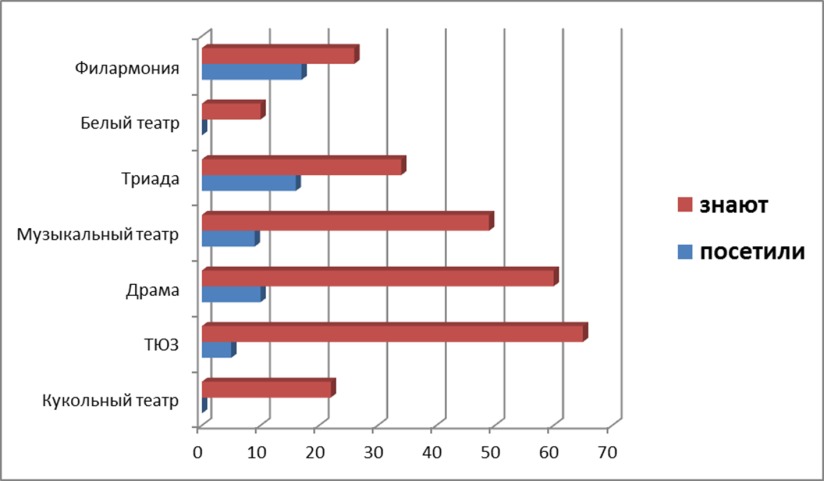 Филармония
Белый театр
Триада
Музыкальный театр
Драма
ТЮЗ
Кукольный театр
0 10 20 30 40 50 60 70
знают
посетили